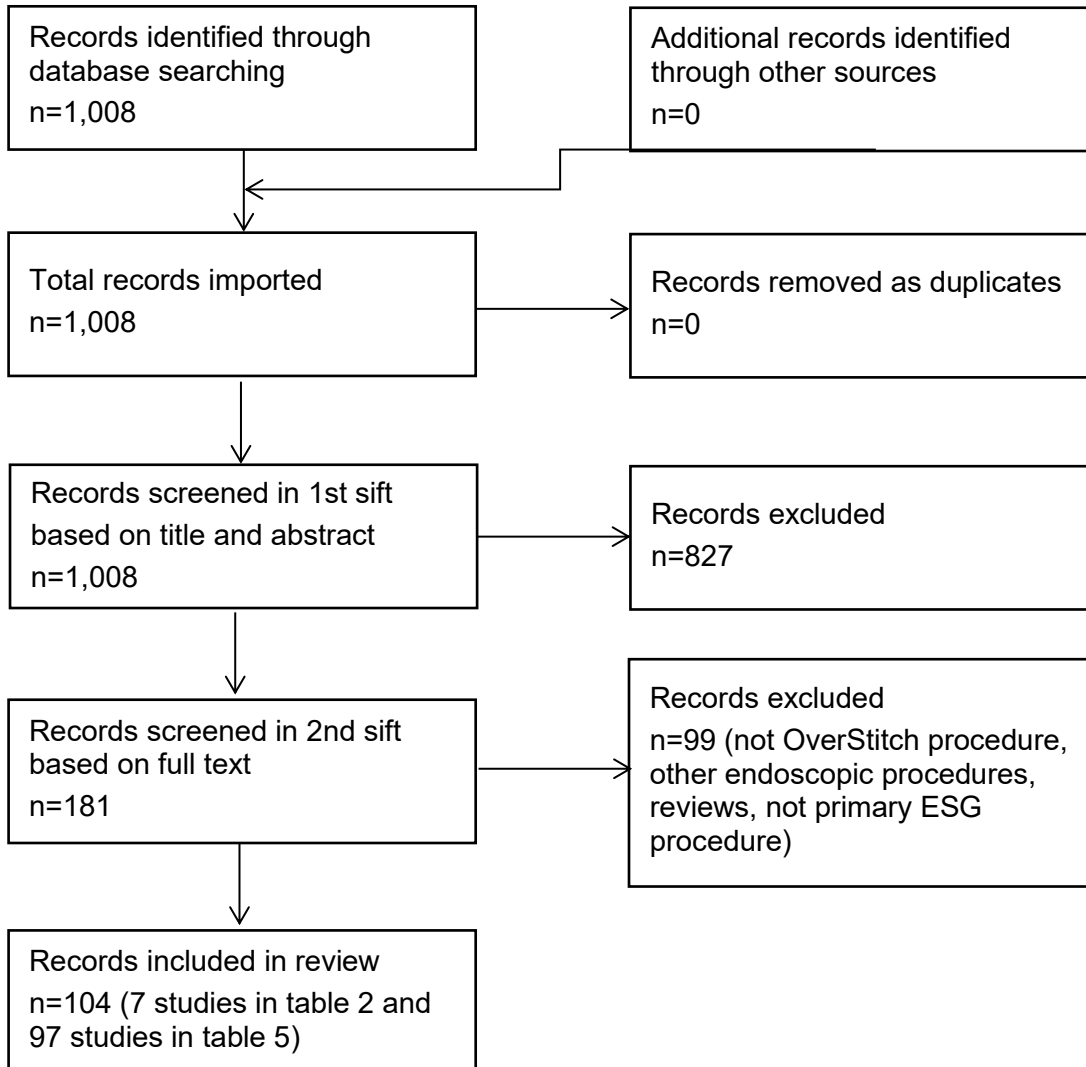 Records identified through
database searching
n=1,008
Additional records identified
through other sources
n=0
Total records imported
n=1,008
Records removed as duplicates
n=0
Records screened in 1st sift
based on title and abstract
n=1,008
Records excluded
n=827
Records screened in 2nd sift
based on full text
n=181
Records excluded
n=99 (not OverStitch procedure,
other endoscopic procedures,
reviews, not primary ESG
procedure)
Records included in review
n=104 (7 studies in table 2 and
97 studies in table 5)